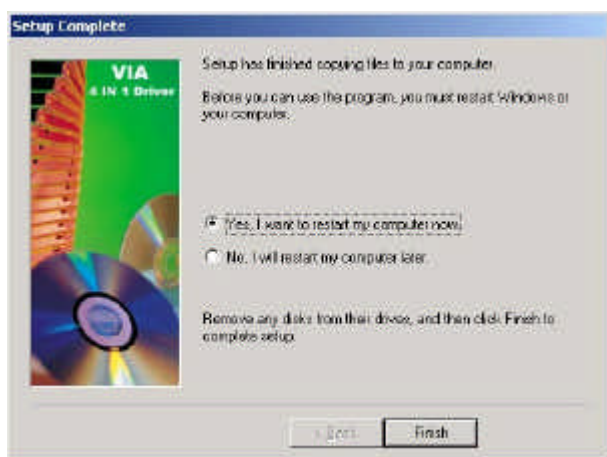 Setup Complete
VIA
4 IN 1 Driver
Setup has finished copying files to your computer.
Before you can use the program, you must restart Windows or
your computer.
Yes, I want to restart my computer now.
No, I will restart my computer later.
Remove any disks from their drives, and then click Finish to
complete setup.
< Back
Finish